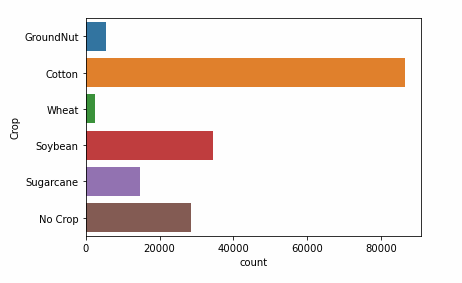 GroundNut
Cotton
Wheat
Soybean
Sugarcane
No Crop
Crop
0 20000 40000 60000 80000
count